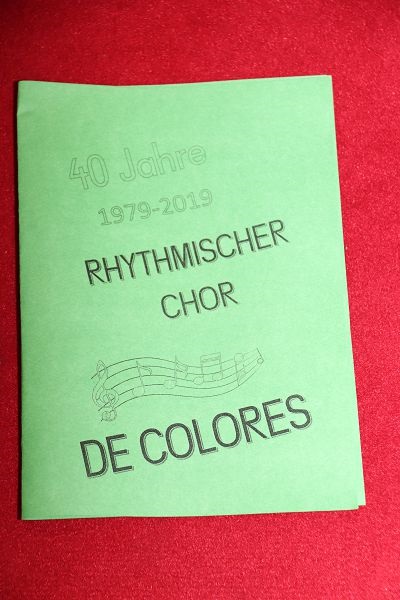 40 Jahre
1979-2019
RHYTHMISCHER
CHOR
DE COLORES